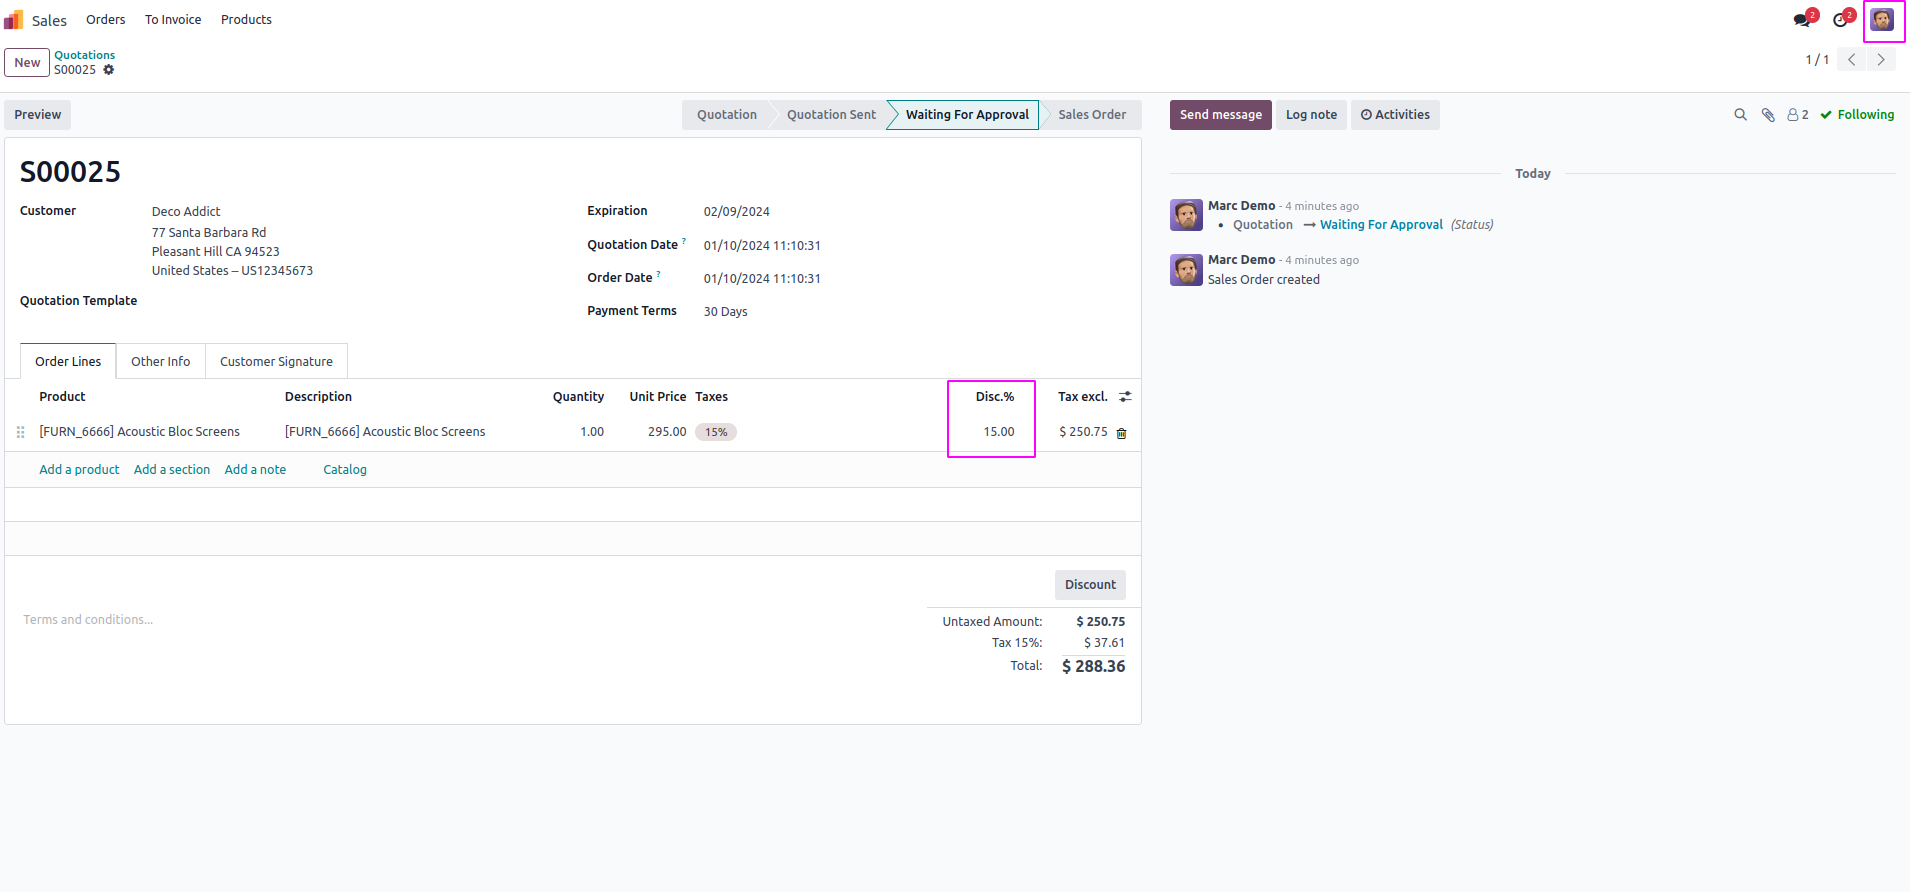 Sales Orders To Invoice Products 2 2
New Quotations
S00025
1 / 1
Preview
Quotation Quotation Sent Waiting For Approval Sales Order
Send message Log note Activities
2 Following
S00025
Customer Deco Addict
77 Santa Barbara Rd
Pleasant Hill CA 94523
United States – US12345673
Quotation Template
Expiration 02/09/2024
Quotation Date ? 01/10/2024 11:10:31
Order Date ? 01/10/2024 11:10:31
Payment Terms 30 Days
Order Lines Other Info Customer Signature
Product Description Quantity Unit Price Taxes Disc.% Tax excl.
[FURN_6666] Acoustic Bloc Screens [FURN_6666] Acoustic Bloc Screens 1.00 295.00 15% 15.00 $ 250.75
Add a product Add a section Add a note Catalog
Discount
Terms and conditions...
Untaxed Amount: $ 250.75
Tax 15%: $ 37.61
Total: $ 288.36
Today
Marc Demo - 4 minutes ago
• Quotation → Waiting For Approval (Status)
Marc Demo - 4 minutes ago
Sales Order created